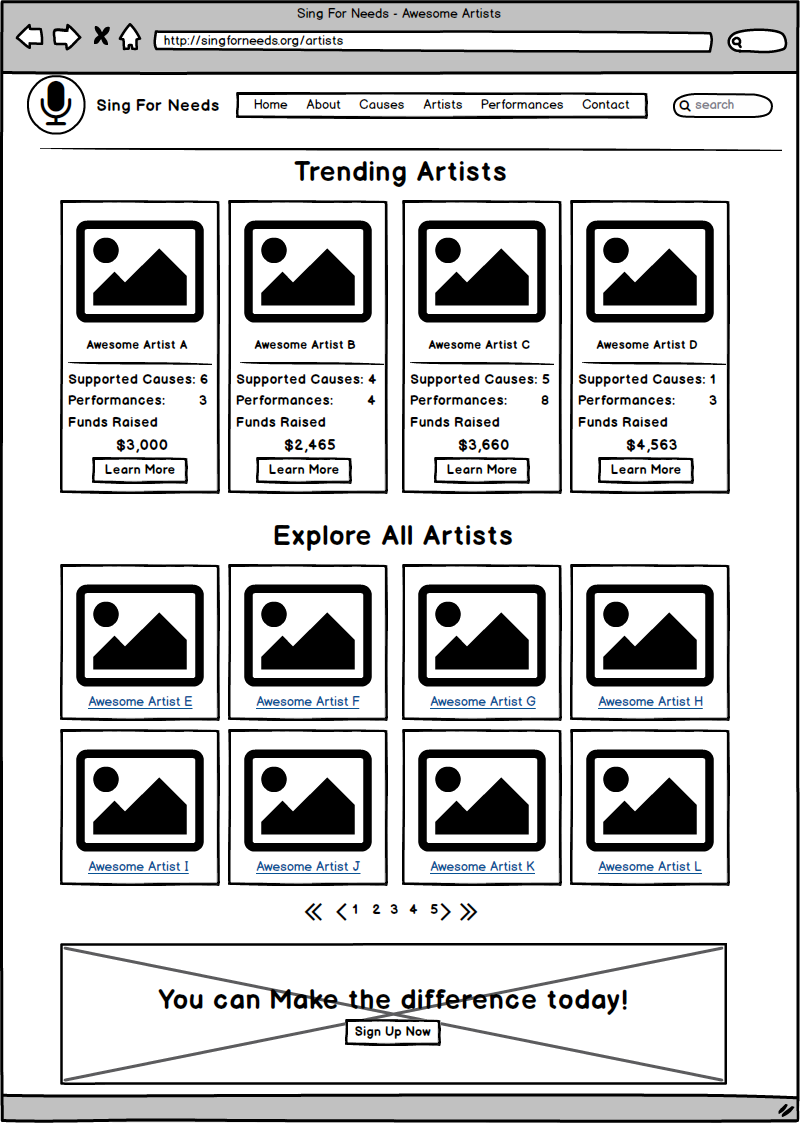 Sing For Needs - Awesome Artists
http://singforneeds.org/artists
Sing For Needs
Home About Causes Artists Performances Contact
search
Trending Artists
Awesome Artist A
Supported Causes: 6
Performances: 3
Funds Raised
$3,000
Learn More
Awesome Artist B
Supported Causes: 4
Performances: 4
Funds Raised
$2,465
Learn More
Awesome Artist C
Supported Causes: 5
Performances: 8
Funds Raised
$3,660
Learn More
Awesome Artist D
Supported Causes: 1
Performances: 3
Funds Raised
$4,563
Learn More
Explore All Artists
Awesome Artist E
Awesome Artist F
Awesome Artist G
Awesome Artist H
Awesome Artist I
Awesome Artist J
Awesome Artist K
Awesome Artist L
1 2 3 4 5
You can Make the difference today!
Sign Up Now